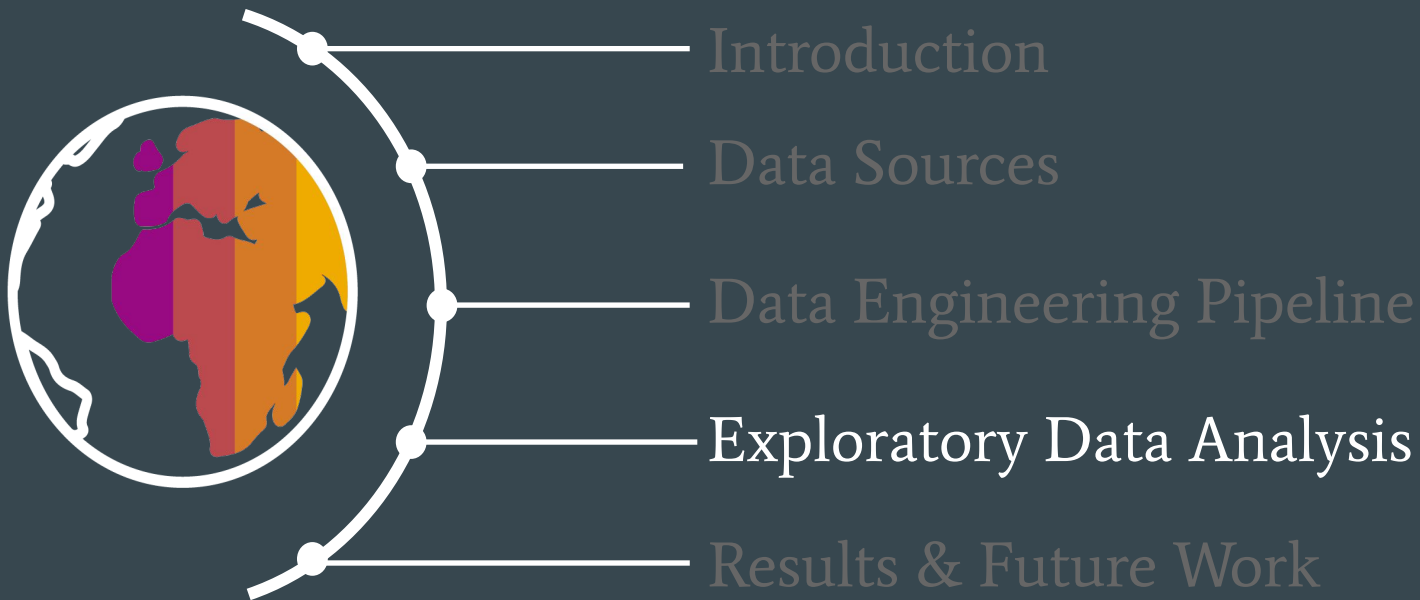 Introduction
Data Sources
Data Engineering Pipeline
Exploratory Data Analysis
Results & Future Work